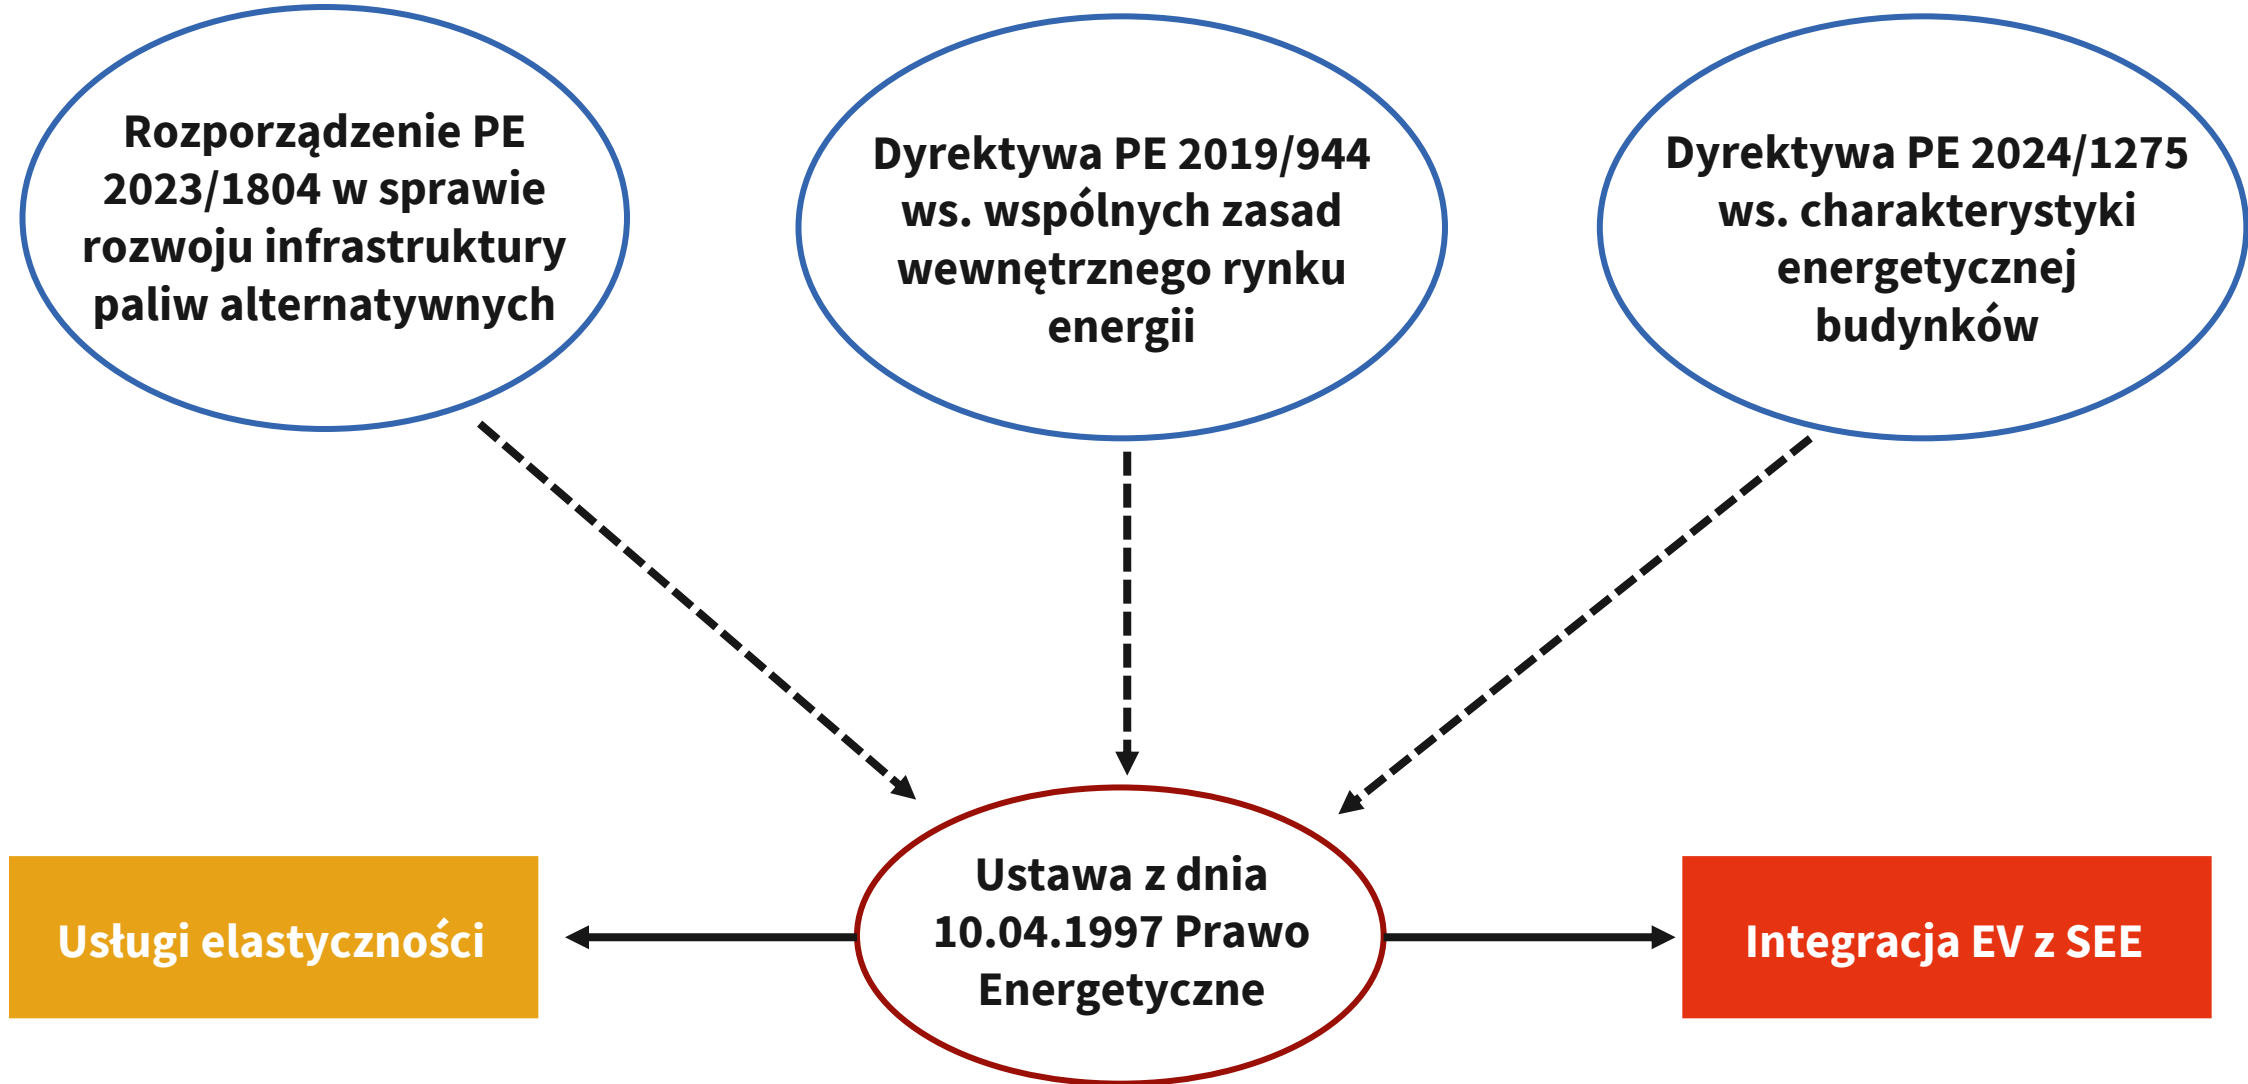 Rozporządzenie PE
2023/1804 w sprawie
rozwoju infrastruktury
paliw alternatywnych
Dyrektywa PE 2019/944
ws. wspólnych zasad
wewnętrznego rynku
energii
Dyrektywa PE 2024/1275
ws. charakterystyki
energetycznej
budynków
Usługi elastyczności
Ustawa z dnia
10.04.1997 Prawo
Energetyczne
Integracja EV z SEE